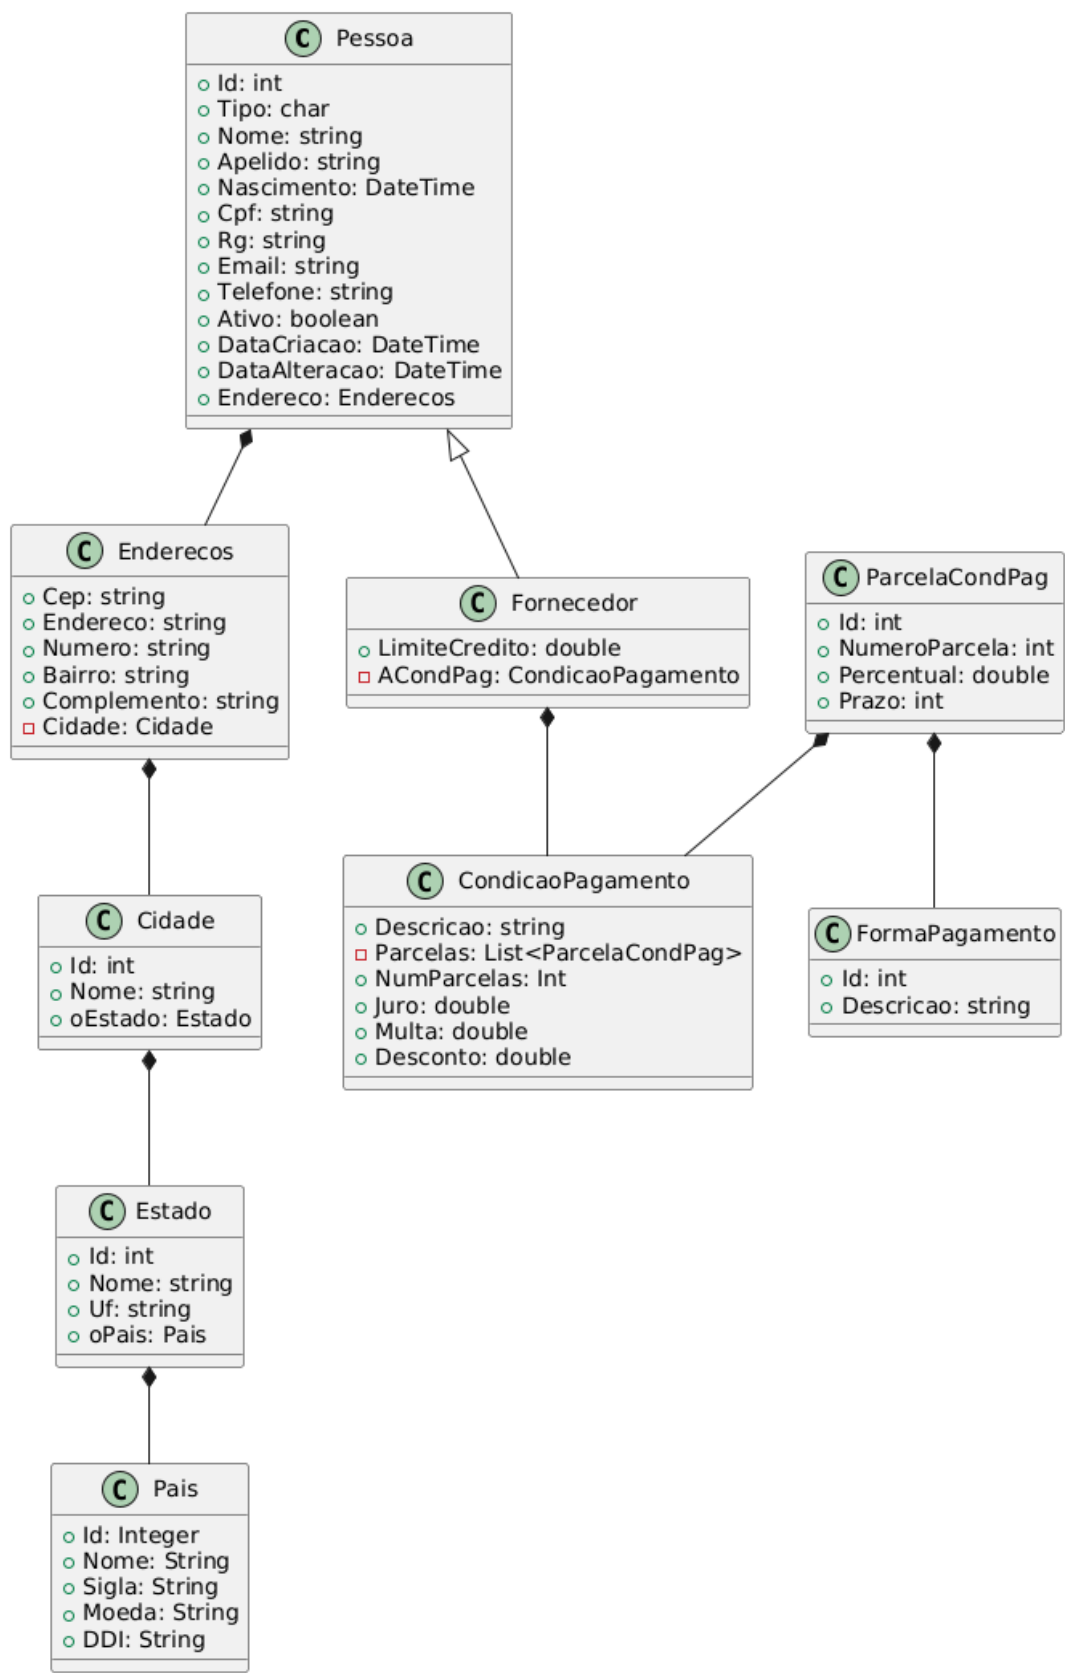 C Pessoa
Id: int
Tipo: char
Nome: string
Apelido: string
Nascimento: DateTime
Cpf: string
Rg: string
Email: string
Telefone: string
Ativo: boolean
DataCriacao: DateTime
DataAlteracao: DateTime
Endereco: Enderecos
C Enderecos
Cep: string
Endereco: string
Numero: string
Bairro: string
Complemento: string
Cidade: Cidade
C Fornecedor
LimiteCredito: double
ACondPag: CondicaoPagamento
C ParcelaCondPag
Id: int
NumeroParcela: int
Percentual: double
Prazo: int
C Cidade
Id: int
Nome: string
oEstado: Estado
C CondicaoPagamento
Descricao: string
Parcelas: List<ParcelaCondPag>
NumParcelas: Int
Juro: double
Multa: double
Desconto: double
C FormaPagamento
Id: int
Descricao: string
C Estado
Id: int
Nome: string
Uf: string
oPais: Pais
C Pais
Id: Integer
Nome: String
Sigla: String
Moeda: String
DDI: String